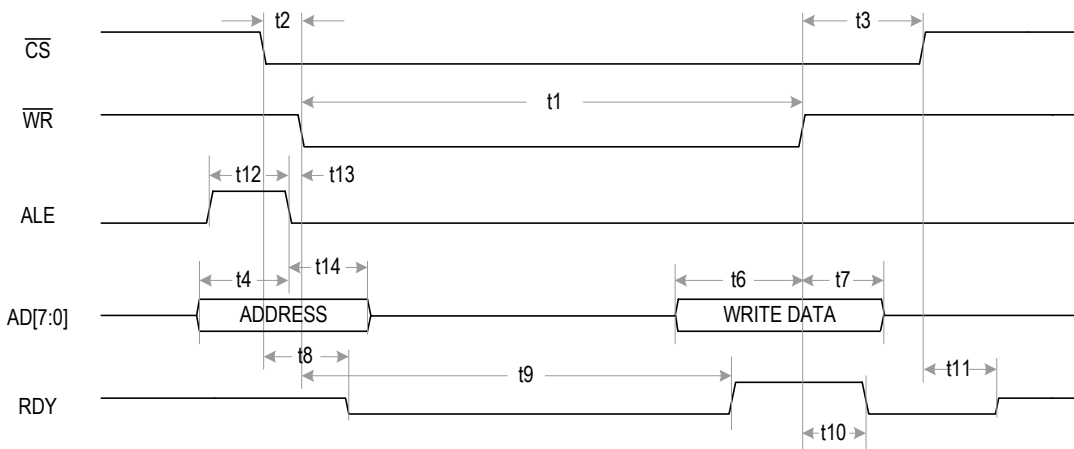 t2 t3
CS
t1
WR
t12 t13
ALE
t4 t14 t6 t7
AD[7:0] ADDRESS WRITE DATA
t8 t9 t11
RDY
t10